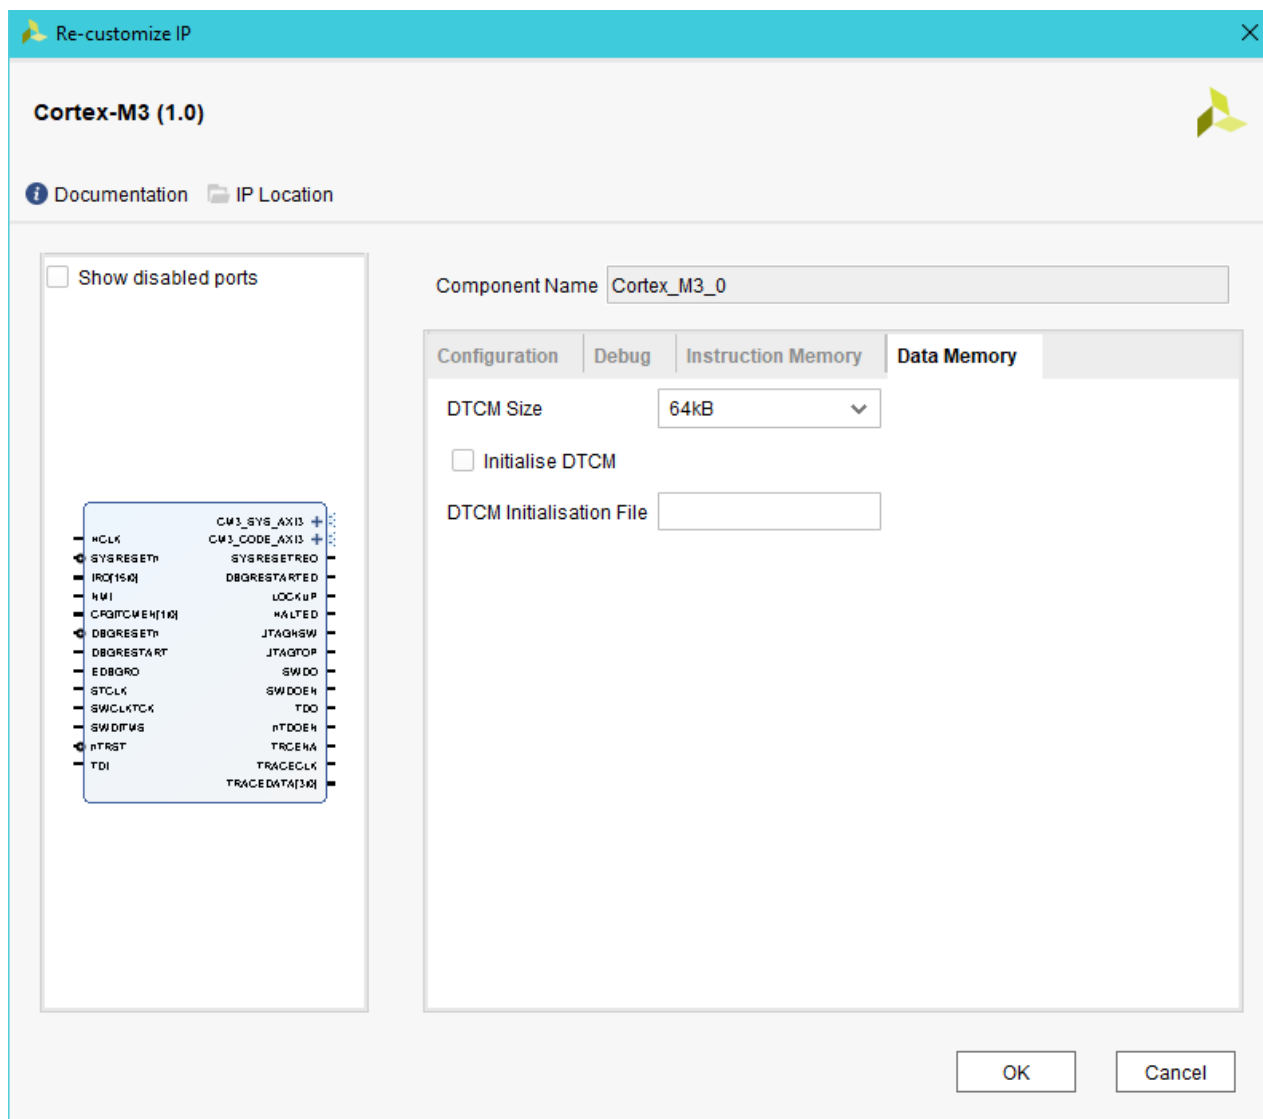 Re-customize IP
Cortex-M3 (1.0)
Documentation IP Location
Show disabled ports
Component Name Cortex_M3_0
Configuration Debug Instruction Memory Data Memory
DTCM Size 64kB
Initialise DTCM
DTCM Initialisation File
CM3_SYS_AXI3
HCLK CM3_CODE_AXI3
SYSRESETn SYSRESETREQ
IRQ[15:0] DBGRESTARTED
NMI LOCKUP
CFGITCMEN[1:0] HALTED
DBGRESETn JTAGNSW
DBGRESTART JTAGTOP
EDBGRQ SWDO
STCLK SWDOEN
SWCLKTCK TDO
SWDITMS nTDOEN
nTRST TRCENA
TDI TRACECLK
TRACEDATA[3:0]
OK Cancel